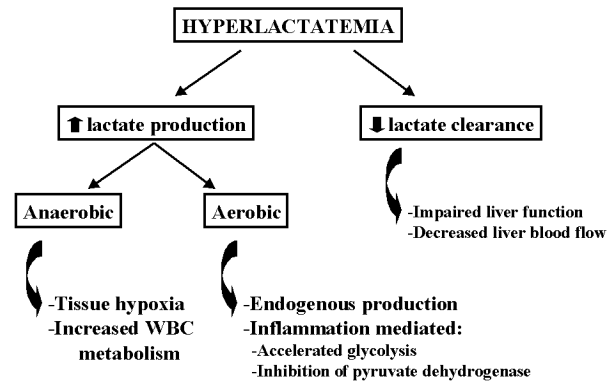 HYPERLACTATEMIA
⬆ lactate production
⬇ lactate clearance
Anaerobic
Aerobic
-Impaired liver function
-Decreased liver blood flow
-Tissue hypoxia
-Increased WBC
metabolism
-Endogenous production
-Inflammation mediated:
-Accelerated glycolysis
-Inhibition of pyruvate dehydrogenase